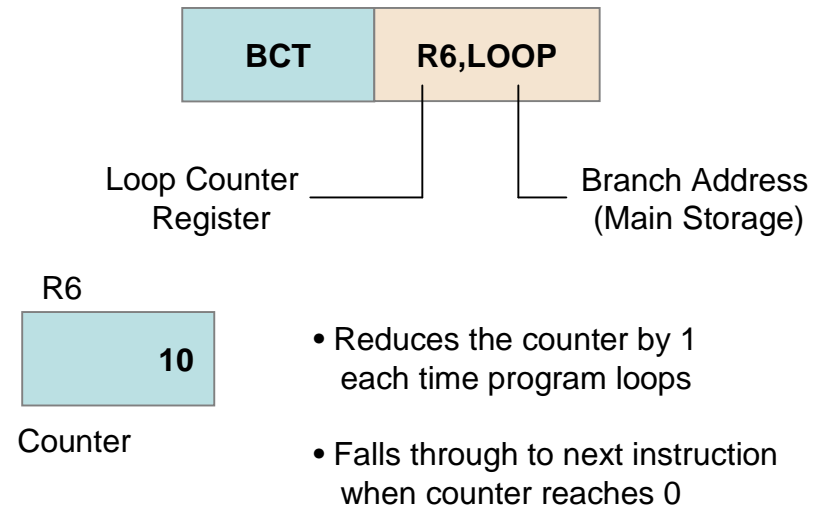 BCT R6,LOOP
Loop Counter
Register
Branch Address
(Main Storage)
R6
10
Counter
• Reduces the counter by 1
each time program loops
• Falls through to next instruction
when counter reaches 0